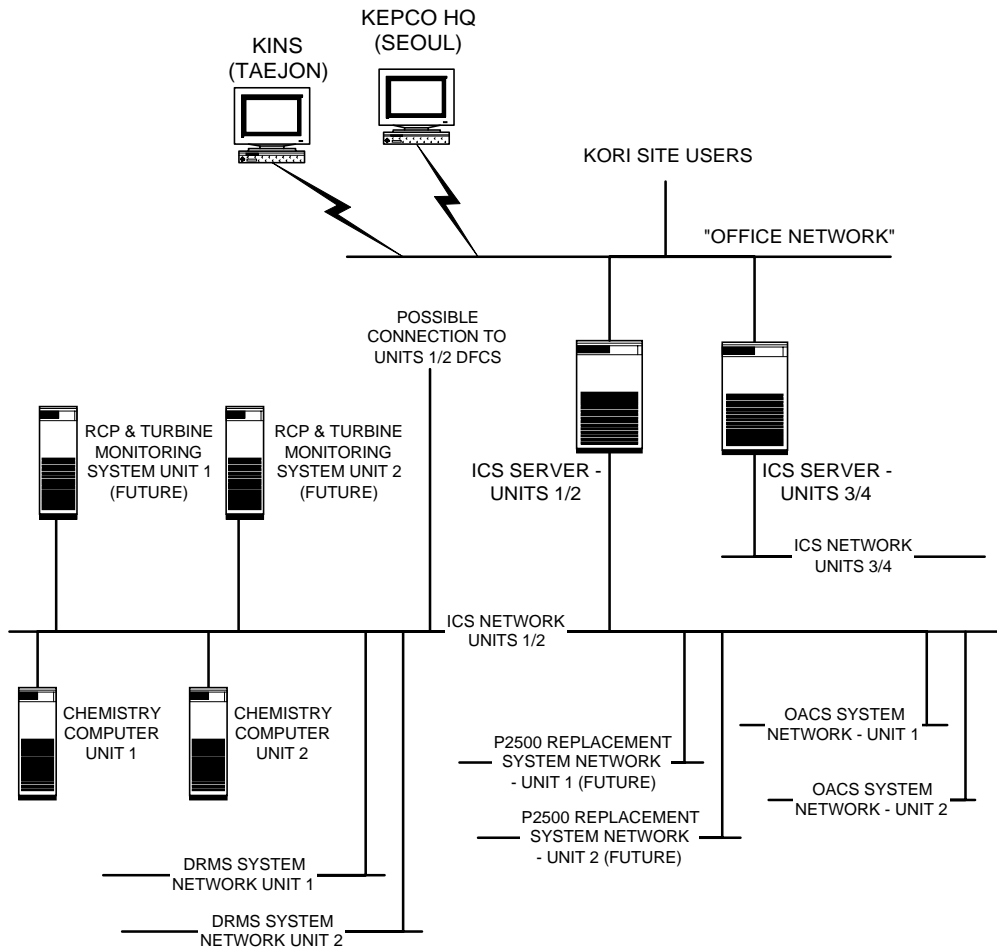 KEPCO HQ
(SEOUL)
KINS
(TAEJON)
KORI SITE USERS
"OFFICE NETWORK"
POSSIBLE
CONNECTION TO
UNITS 1/2 DFCS
RCP & TURBINE
MONITORING
SYSTEM UNIT 1
(FUTURE)
RCP & TURBINE
MONITORING
SYSTEM UNIT 2
(FUTURE)
ICS SERVER -
UNITS 1/2
ICS SERVER -
UNITS 3/4
ICS NETWORK
UNITS 3/4
ICS NETWORK
UNITS 1/2
CHEMISTRY
COMPUTER
UNIT 1
CHEMISTRY
COMPUTER
UNIT 2
OACS SYSTEM
NETWORK - UNIT 1
P2500 REPLACEMENT
SYSTEM NETWORK
- UNIT 1 (FUTURE)
OACS SYSTEM
NETWORK - UNIT 2
P2500 REPLACEMENT
SYSTEM NETWORK
- UNIT 2 (FUTURE)
DRMS SYSTEM
NETWORK UNIT 1
DRMS SYSTEM
NETWORK UNIT 2